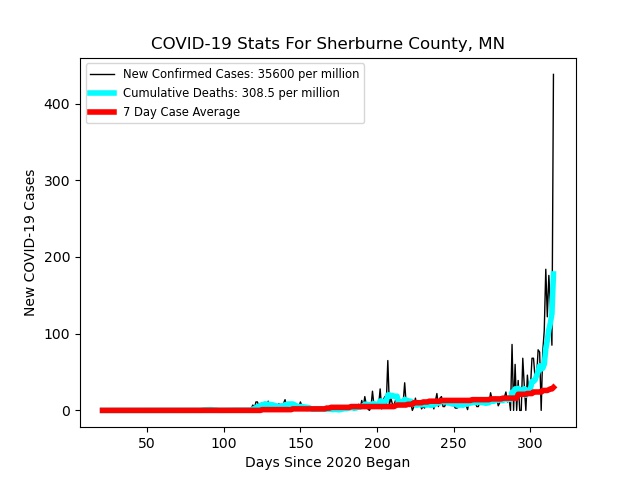 COVID-19 Stats For Sherburne County, MN
New Confirmed Cases: 35600 per million
Cumulative Deaths: 308.5 per million
7 Day Case Average
New COVID-19 Cases
400
300
200
100
0
50 100 150 200 250 300
Days Since 2020 Began